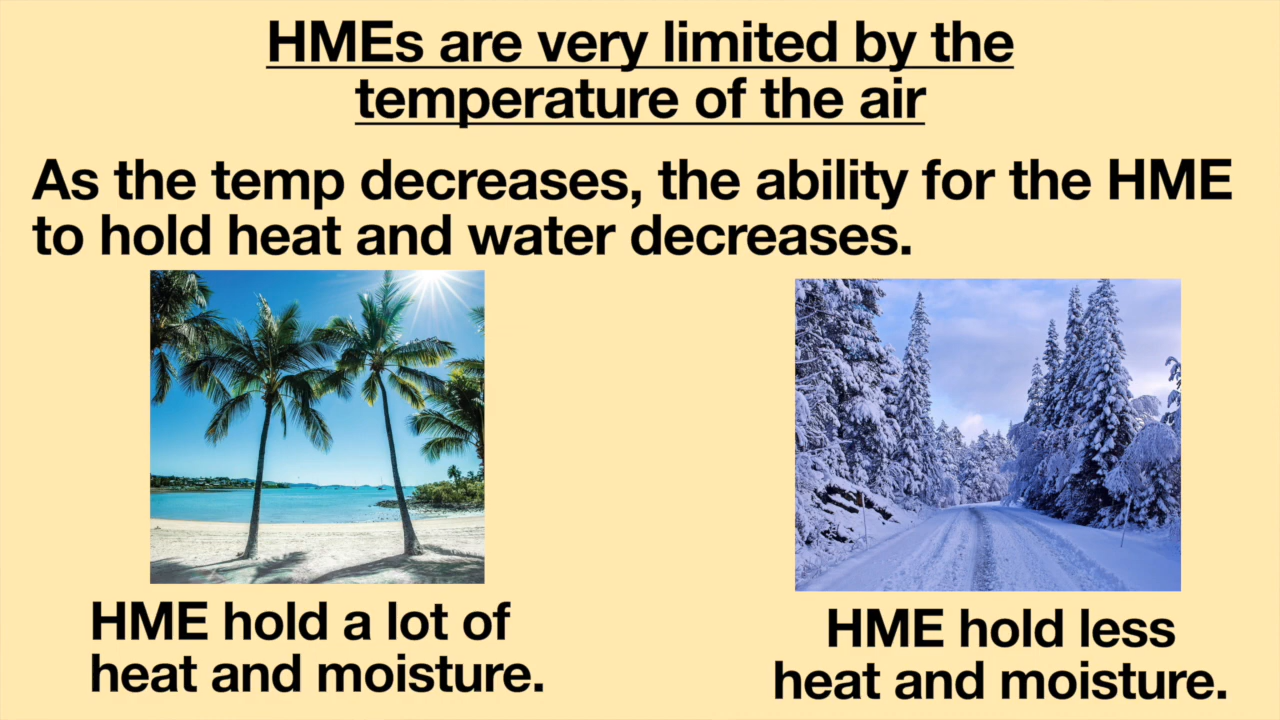 HMEs are very limited by the
temperature of the air
As the temp decreases, the ability for the HME
to hold heat and water decreases.
HME hold a lot of
heat and moisture.
HME hold less
heat and moisture.